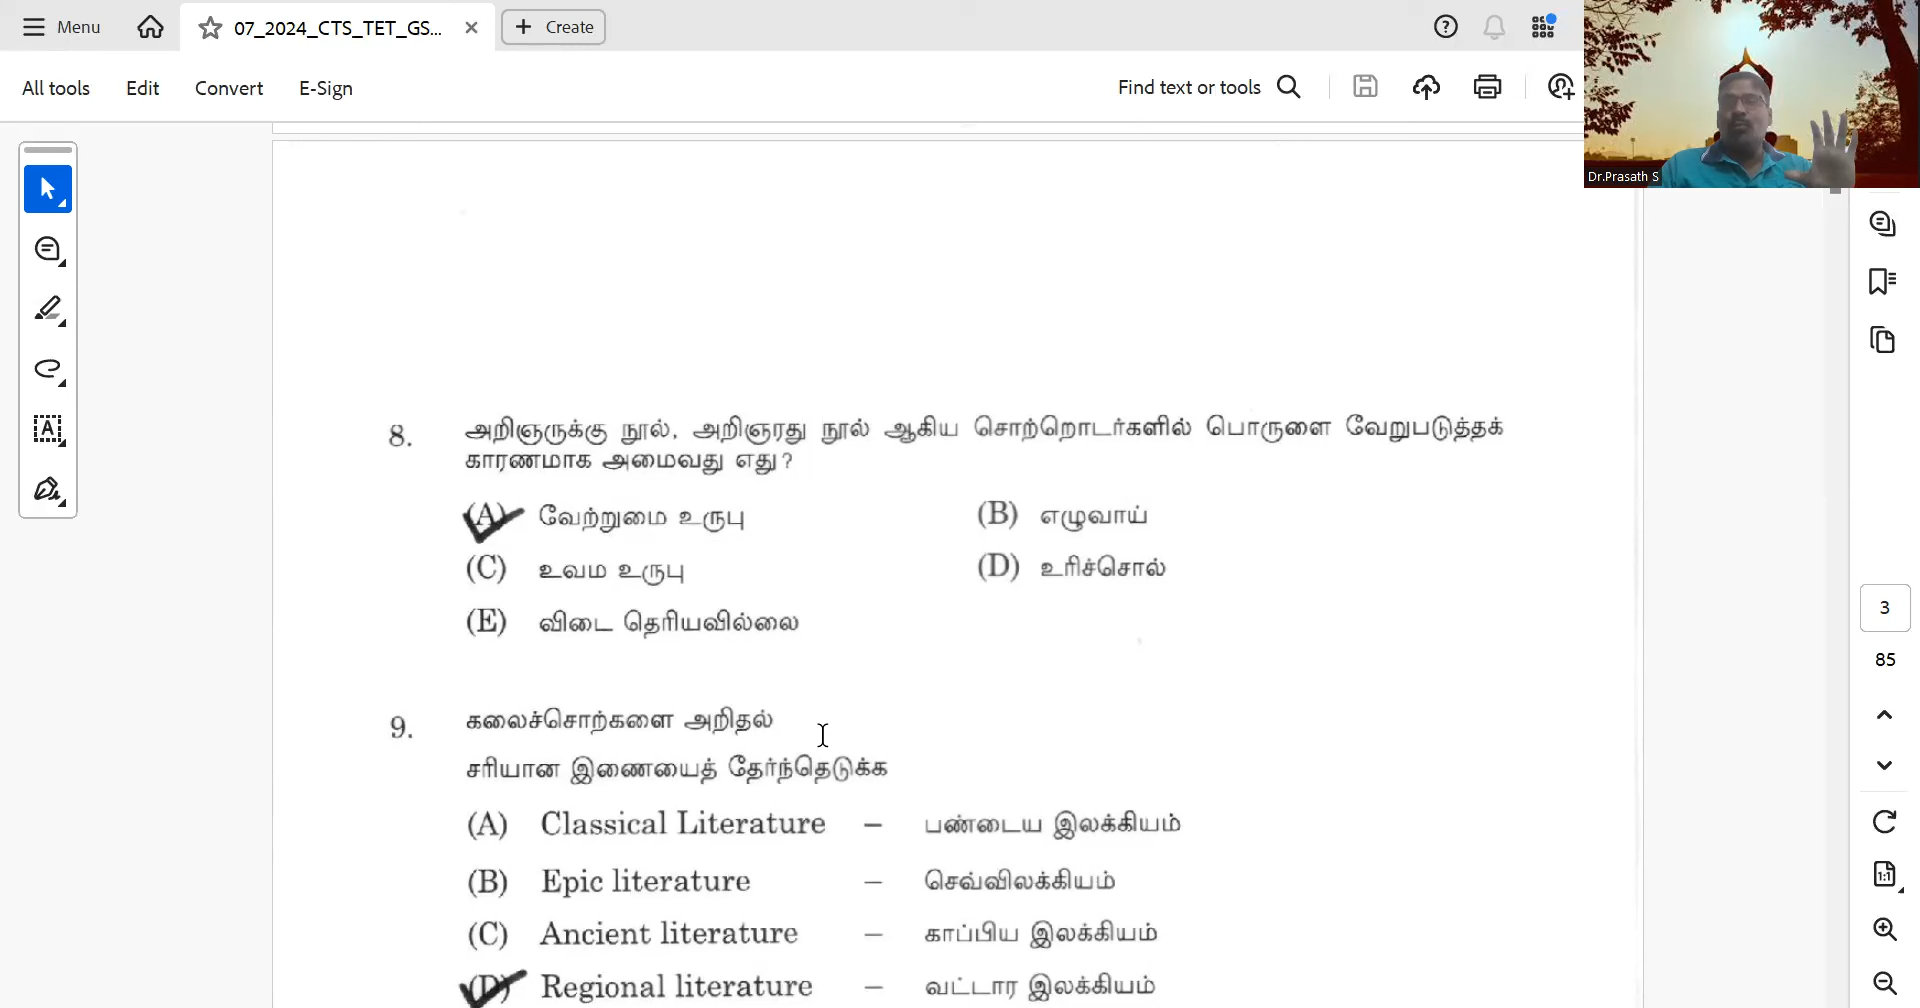 Menu
07_2024_CTS_TET_GS...
Create
All tools
Edit
Convert
E-Sign
Find text or tools
Dr.Prasath S
8. அறிஞருக்கு நூல், அறிஞரது நூல் ஆகிய சொற்றொடர்களில் பொருளை வேறுபடுத்தக்
காரணமாக அமைவது எது?
(A) வேற்றுமை உருபு (B) எழுவாய்
(C) உவம உருபு (D) உரிச்சொல்
(E) விடை தெரியவில்லை
9. கலைச்சொற்களை அறிதல்
சரியான இணையைத் தேர்ந்தெடுக்க
(A) Classical Literature – பண்டைய இலக்கியம்
(B) Epic literature – செவ்விலக்கியம்
(C) Ancient literature – காப்பிய இலக்கியம்
(D) Regional literature – வட்டார இலக்கியம்
3
85
1:1